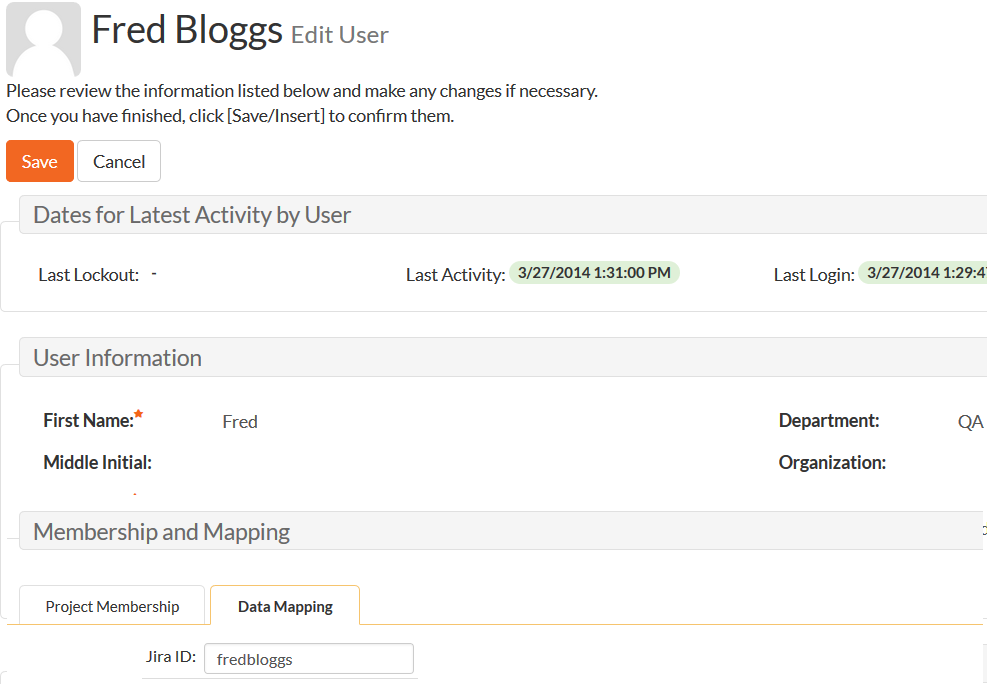 Fred Bloggs Edit User
Please review the information listed below and make any changes if necessary.
Once you have finished, click [Save/Insert] to confirm them.
Save Cancel
Dates for Latest Activity by User
Last Lockout: - Last Activity: 3/27/2014 1:31:00 PM Last Login: 3/27/2014 1:29:4
User Information
First Name:* Fred Department: QA
Middle Initial: Organization:
Membership and Mapping
Project Membership Data Mapping
Jira ID: fredbloggs